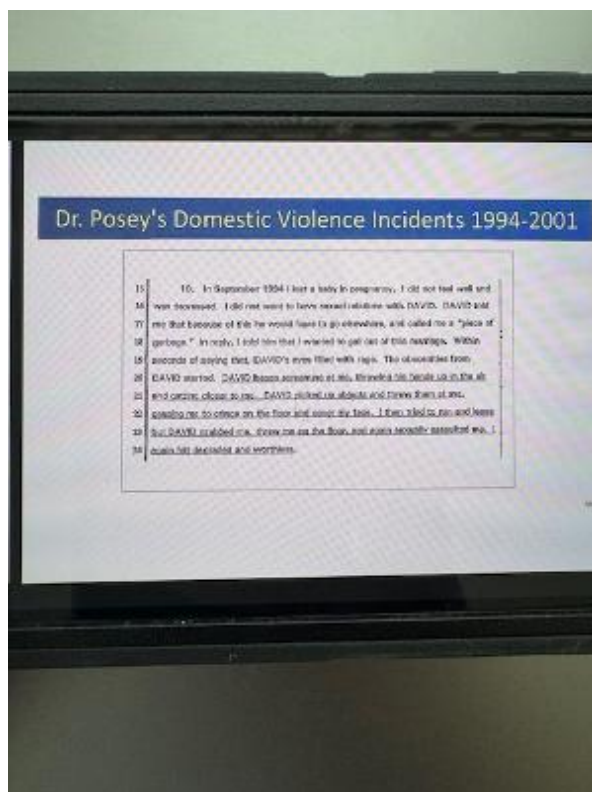 Dr. Posey's Domestic Violence Incidents 1994-2001
15 10. In September 1994 I lost a baby in pregnancy. I did not feel well and
16 was depressed. I did not want to have sexual relations with DAVID. DAVID told
17 me that because of this he would have to go elsewhere, and called me a "piece of
18 garbage." In reply, I told him that I wanted to get out of this marriage. Within
19 seconds of saying that, DAVID's eyes filled with rage. The obscenities from
20 DAVID started. DAVID began screaming at me, throwing his hands up in the air
21 and getting closer to me. DAVID picked up objects and threw them at me,
22 causing me to cringe on the floor and cover my face. I then tried to run and leave
23 but DAVID grabbed me, threw me on the floor, and again sexually assaulted me. I
24 again felt degraded and worthless.